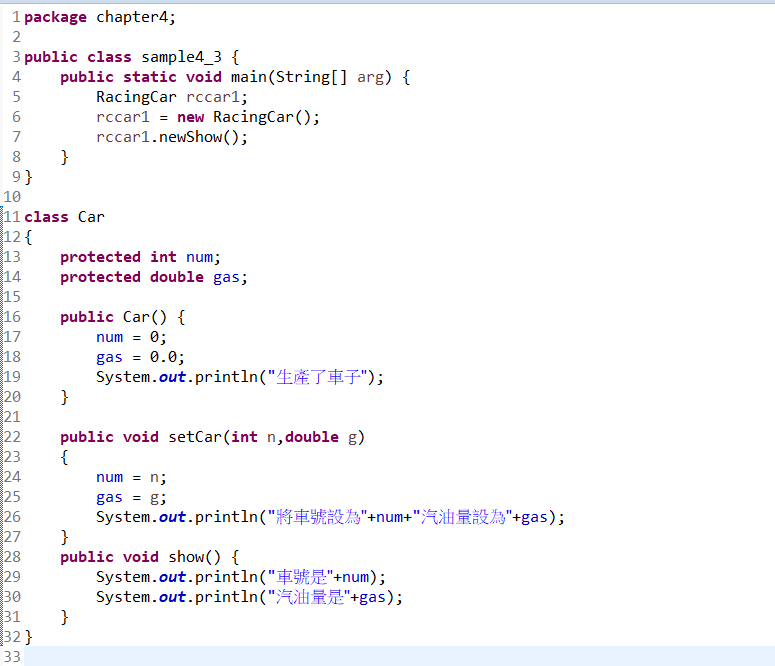 1 package chapter4;
2
3 public class sample4_3 {
4     public static void main(String[] arg) {
5         RacingCar rccar1;
6         rccar1 = new RacingCar();
7         rccar1.newShow();
8     }
9 }
10
11 class Car
12 {
13     protected int num;
14     protected double gas;
15
16     public Car() {
17         num = 0;
18         gas = 0.0;
19         System.out.println("生產了車子");
20     }
21
22     public void setCar(int n,double g)
23     {
24         num = n;
25         gas = g;
26         System.out.println("將車號設為"+num+"汽油量設為"+gas);
27     }
28     public void show() {
29         System.out.println("車號是"+num);
30         System.out.println("汽油量是"+gas);
31     }
32 }
33